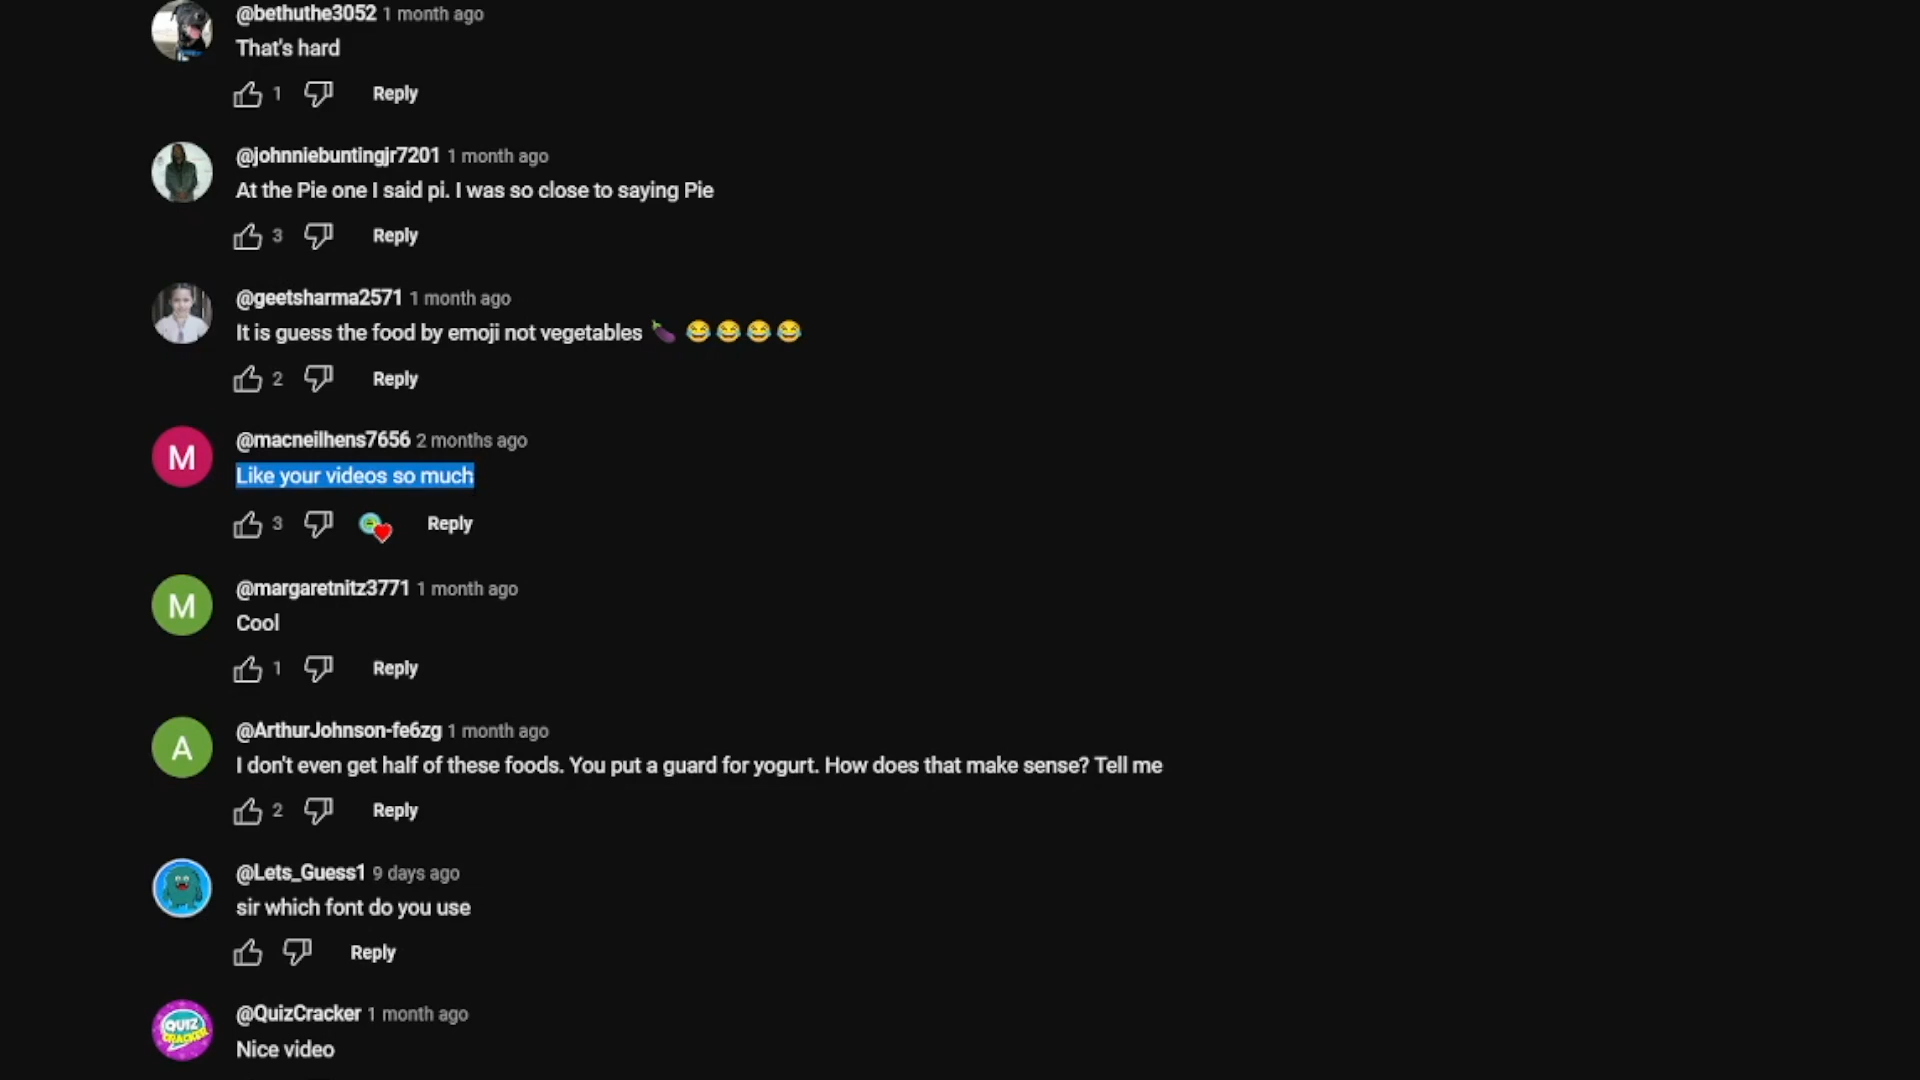 @bethuthe3052 1 month ago
That's hard
1 Reply
@johnniebuntingjr7201 1 month ago
At the Pie one I said pi. I was so close to saying Pie
3 Reply
@geetsharma2571 1 month ago
It is guess the food by emoji not vegetables 🍆 😂😂😂😂
2 Reply
M
@macneilhens7656 2 months ago
Like your videos so much
3 Reply
M
@margaretnitz3771 1 month ago
Cool
1 Reply
A
@ArthurJohnson-fe6zg 1 month ago
I don't even get half of these foods. You put a guard for yogurt. How does that make sense? Tell me
2 Reply
@Lets_Guess1 9 days ago
sir which font do you use
Reply
QUIZ
CRACKER
@QuizCracker 1 month ago
Nice video